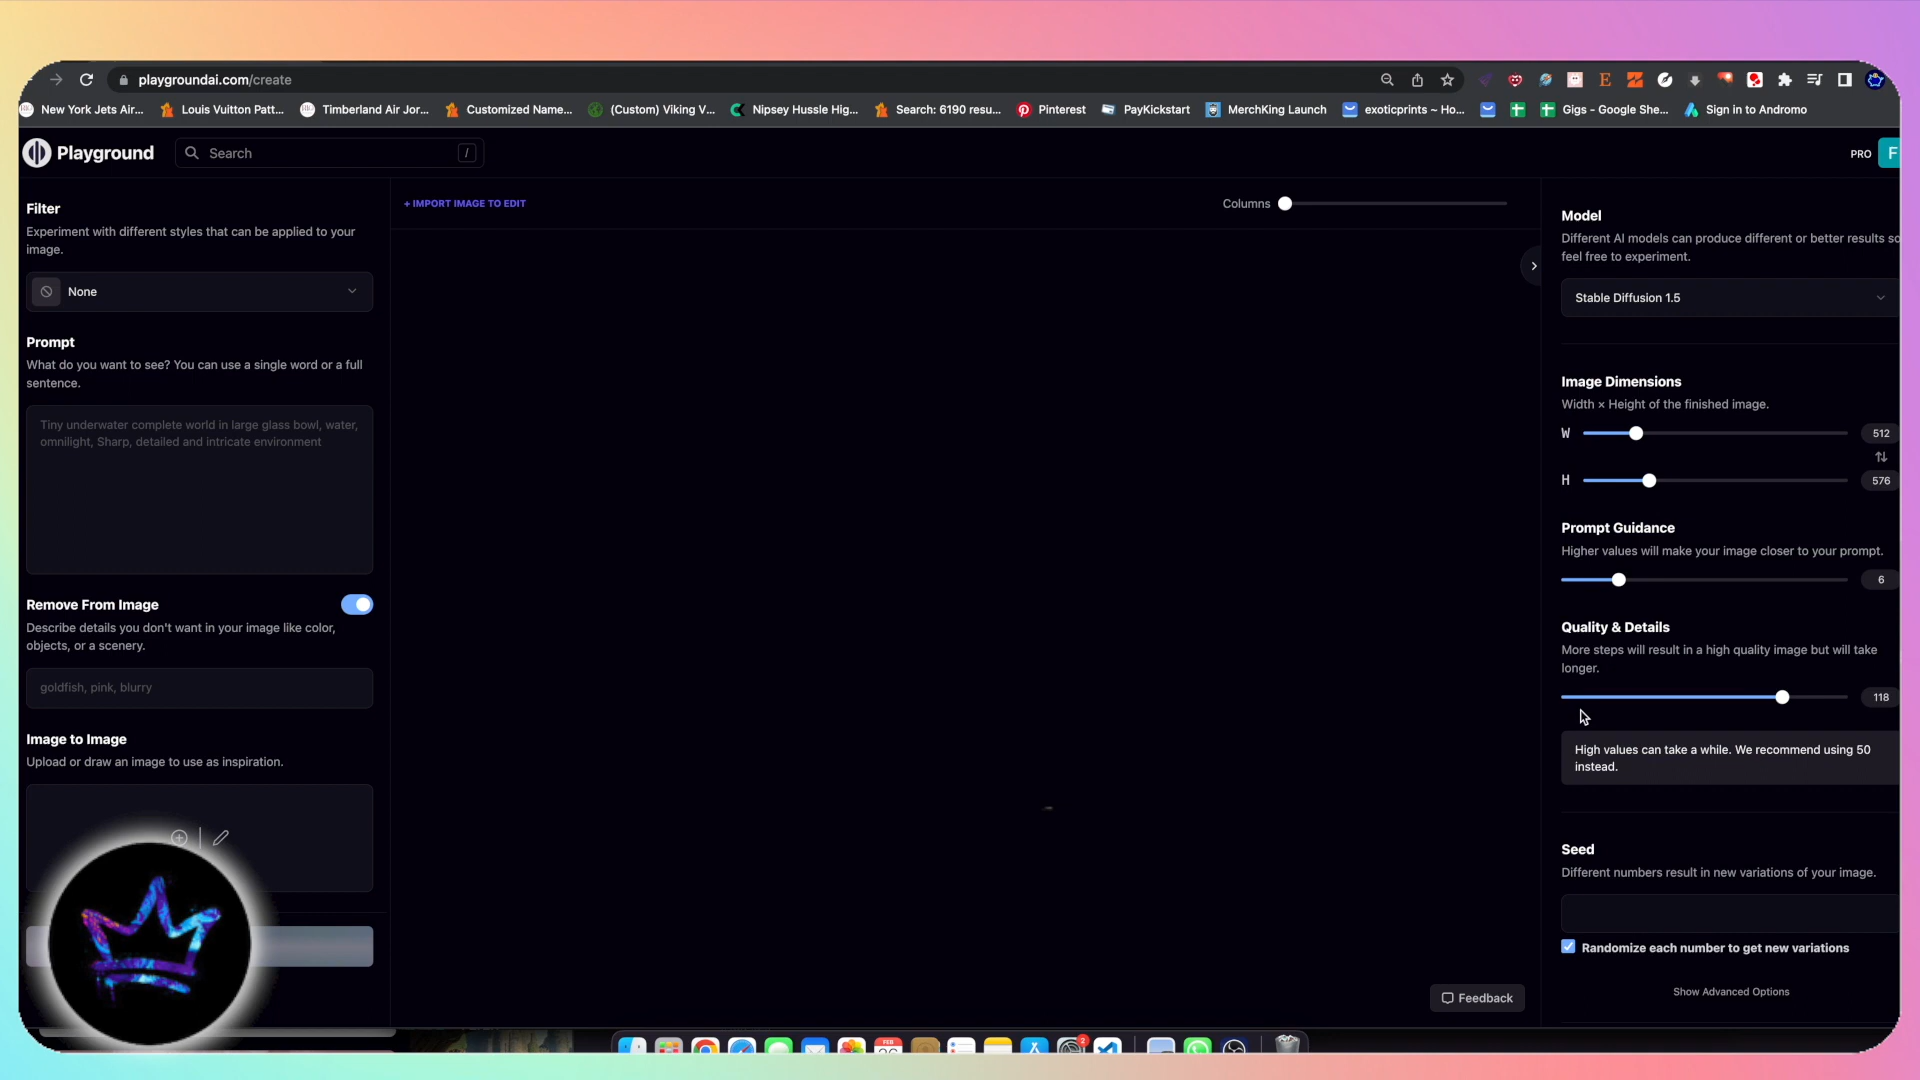 playgroundai.com/create
New York Jets Air...
Louis Vuitton Patt...
Timberland Air Jor...
Customized Name...
(Custom) Viking V...
Nipsey Hussle Hig...
Search: 6190 resu...
Pinterest
PayKickstart
MerchKing Launch
exoticprints ~ Ho...
Gigs - Google She...
Sign in to Andromo
Playground
Search
/
PRO
F
Filter
Experiment with different styles that can be applied to your
image.
None
Prompt
What do you want to see? You can use a single word or a full
sentence.
Tiny underwater complete world in large glass bowl, water,
omnilight, Sharp, detailed and intricate environment
Remove From Image
Describe details you don't want in your image like color,
objects, or a scenery.
goldfish, pink, blurry
Image to Image
Upload or draw an image to use as inspiration.
+ IMPORT IMAGE TO EDIT
Columns
Model
Different AI models can produce different or better results so
feel free to experiment.
Stable Diffusion 1.5
Image Dimensions
Width × Height of the finished image.
W
512
H
576
Prompt Guidance
Higher values will make your image closer to your prompt.
6
Quality & Details
More steps will result in a high quality image but will take
longer.
118
High values can take a while. We recommend using 50
instead.
Seed
Different numbers result in new variations of your image.
Randomize each number to get new variations
Show Advanced Options
Feedback
FEB
2